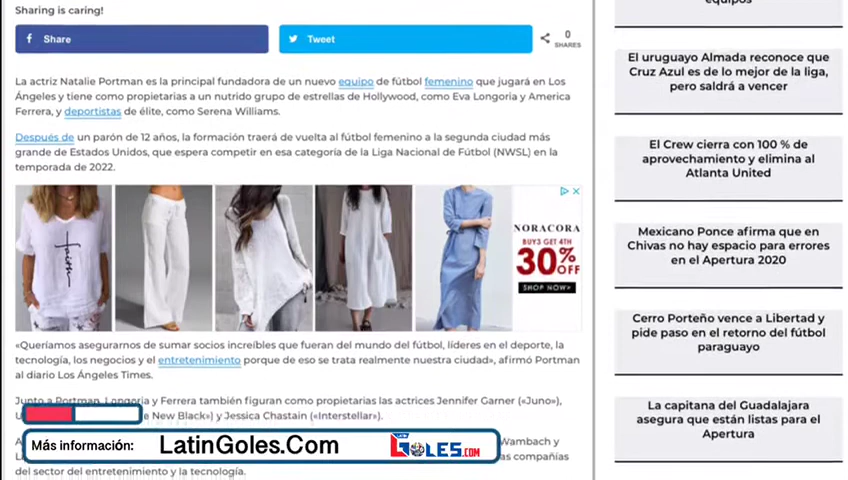 Sharing is caring!
Share
Tweet
0
SHARES
La actriz Natalie Portman es la principal fundadora de un nuevo equipo de fútbol femenino que jugará en Los
Ángeles y tiene como propietarias a un nutrido grupo de estrellas de Hollywood, como Eva Longoria y America
Ferrera, y deportistas de élite, como Serena Williams.
Después de un parón de 12 años, la formación traerá de vuelta al fútbol femenino a la segunda ciudad más
grande de Estados Unidos, que espera competir en esa categoría de la Liga Nacional de Fútbol (NWSL) en la
temporada de 2022.
faith
NORACORA
BUY3 GET 4TH
30% OFF
SHOP NOW>
«Queríamos asegurarnos de sumar socios increíbles que fueran del mundo del fútbol, líderes en el deporte, la
tecnología, los negocios y el entretenimiento porque de eso se trata realmente nuestra ciudad», afirmó Portman
al diario Los Ángeles Times.
Junto a Portman, Longoria y Ferrera también figuran como propietarias las actrices Jennifer Garner («Juno»),
New Black») y Jessica Chastain («Interstellar»).
Wambach y
compañías
del sector del entretenimiento y la tecnología.
Más información:
LatinGoles.Com
GOLES.COM
equipos
El uruguayo Almada reconoce que
Cruz Azul es de lo mejor de la liga,
pero saldrá a vencer
El Crew cierra con 100 % de
aprovechamiento y elimina al
Atlanta United
Mexicano Ponce afirma que en
Chivas no hay espacio para errores
en el Apertura 2020
Cerro Porteño vence a Libertad y
pide paso en el retorno del fútbol
paraguayo
La capitana del Guadalajara
asegura que están listas para el
Apertura